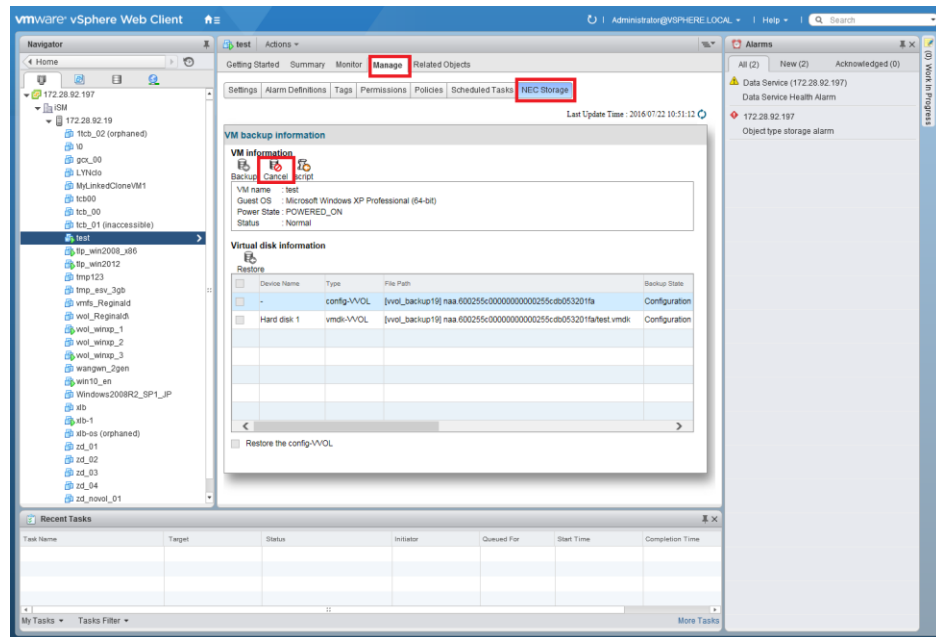 vmware® vSphere Web Client
Administrator@VSPHERE.LOCAL
Help
Search
Navigator
Home
172.28.92.197
iSM
172.28.92.19
1tcb_02 (orphaned)
\0
gcx_00
LYNclo
MyLinkedCloneVM1
tcb00
tcb_00
tcb_01 (inaccessible)
test
tlp_win2008_x86
tlp_win2012
tmp123
tmp_esv_3gb
vmfs_Reginald
vvol_Reginald\
vvol_winxp_1
vvol_winxp_2
vvol_winxp_3
wangwn_2gen
win10_en
Windows2008R2_SP1_JP
xlb
xlb-1
xlb-os (orphaned)
zd_01
zd_02
zd_03
zd_04
zd_novol_01
test Actions
Getting Started Summary Monitor Manage Related Objects
Settings Alarm Definitions Tags Permissions Policies Scheduled Tasks NEC Storage
Last Update Time : 2016/07/22 10:51:12
VM backup information
VM information
Backup Cancel script
VM name : test
Guest OS : Microsoft Windows XP Professional (64-bit)
Power State : POWERED_ON
Status : Normal
Virtual disk information
Restore
Device Name Type File Path Backup State
- config-VVOL [vvol_backup19] naa.600255c00000000000255cdb053201fa Configuration
Hard disk 1 vmdk-VVOL [vvol_backup19] naa.600255c00000000000255cdb053201fa/test.vmdk Configuration
Restore the config-VVOL
Alarms
All (2) New (2) Acknowledged (0)
Data Service (172.28.92.197)
Data Service Health Alarm
172.28.92.197
Object type storage alarm
(0) Work In Progress
Recent Tasks
Task Name Target Status Initiator Queued For Start Time Completion Time
My Tasks Tasks Filter More Tasks